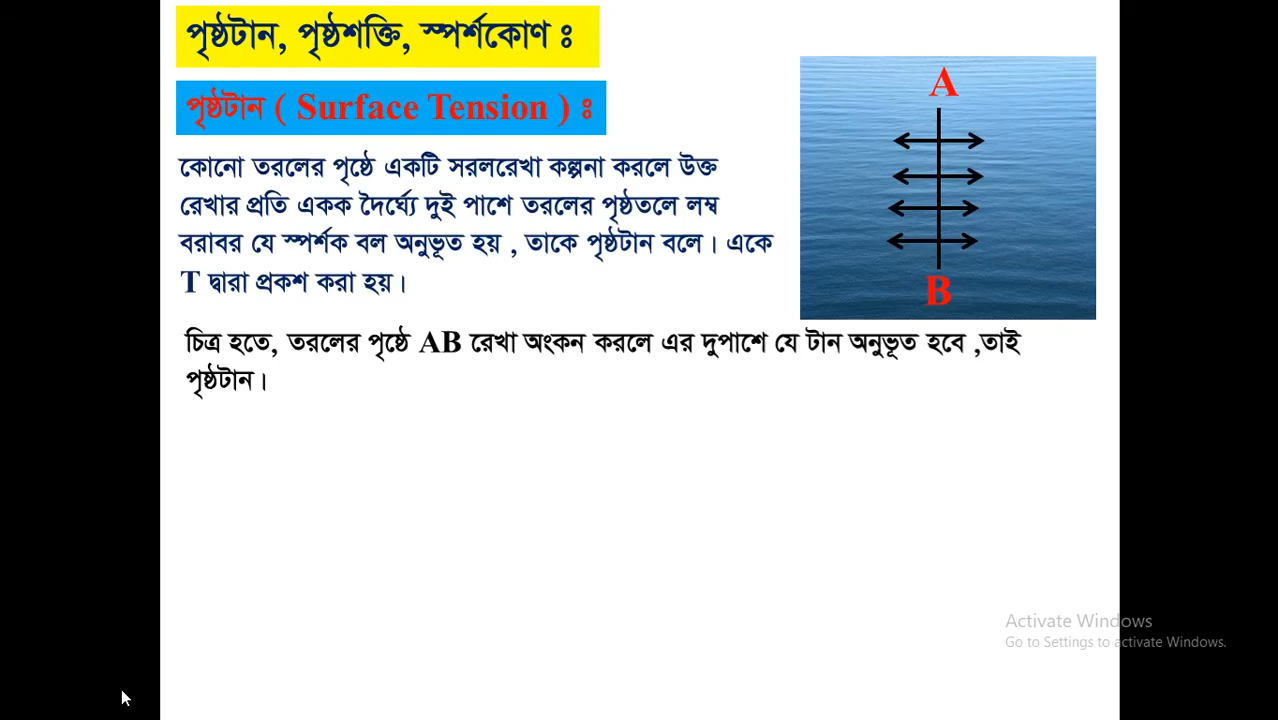 পৃষ্ঠটান, পৃষ্ঠশক্তি, স্পর্শকোণ ঃ
পৃষ্ঠটান ( Surface Tension ) ঃ
কোনো তরলের পৃষ্ঠে একটি সরলরেখা কল্পনা করলে উক্ত
রেখার প্রতি একক দৈর্ঘ্যে দুই পাশে তরলের পৃষ্ঠতলে লম্ব
বরাবর যে স্পর্শক বল অনুভূত হয় , তাকে পৃষ্ঠটান বলে। একে
T দ্বারা প্রকশ করা হয়।
A
B
চিত্র হতে, তরলের পৃষ্ঠে AB রেখা অংকন করলে এর দুপাশে যে টান অনুভূত হবে ,তাই
পৃষ্ঠটান।
Activate Windows
Go to Settings to activate Windows.